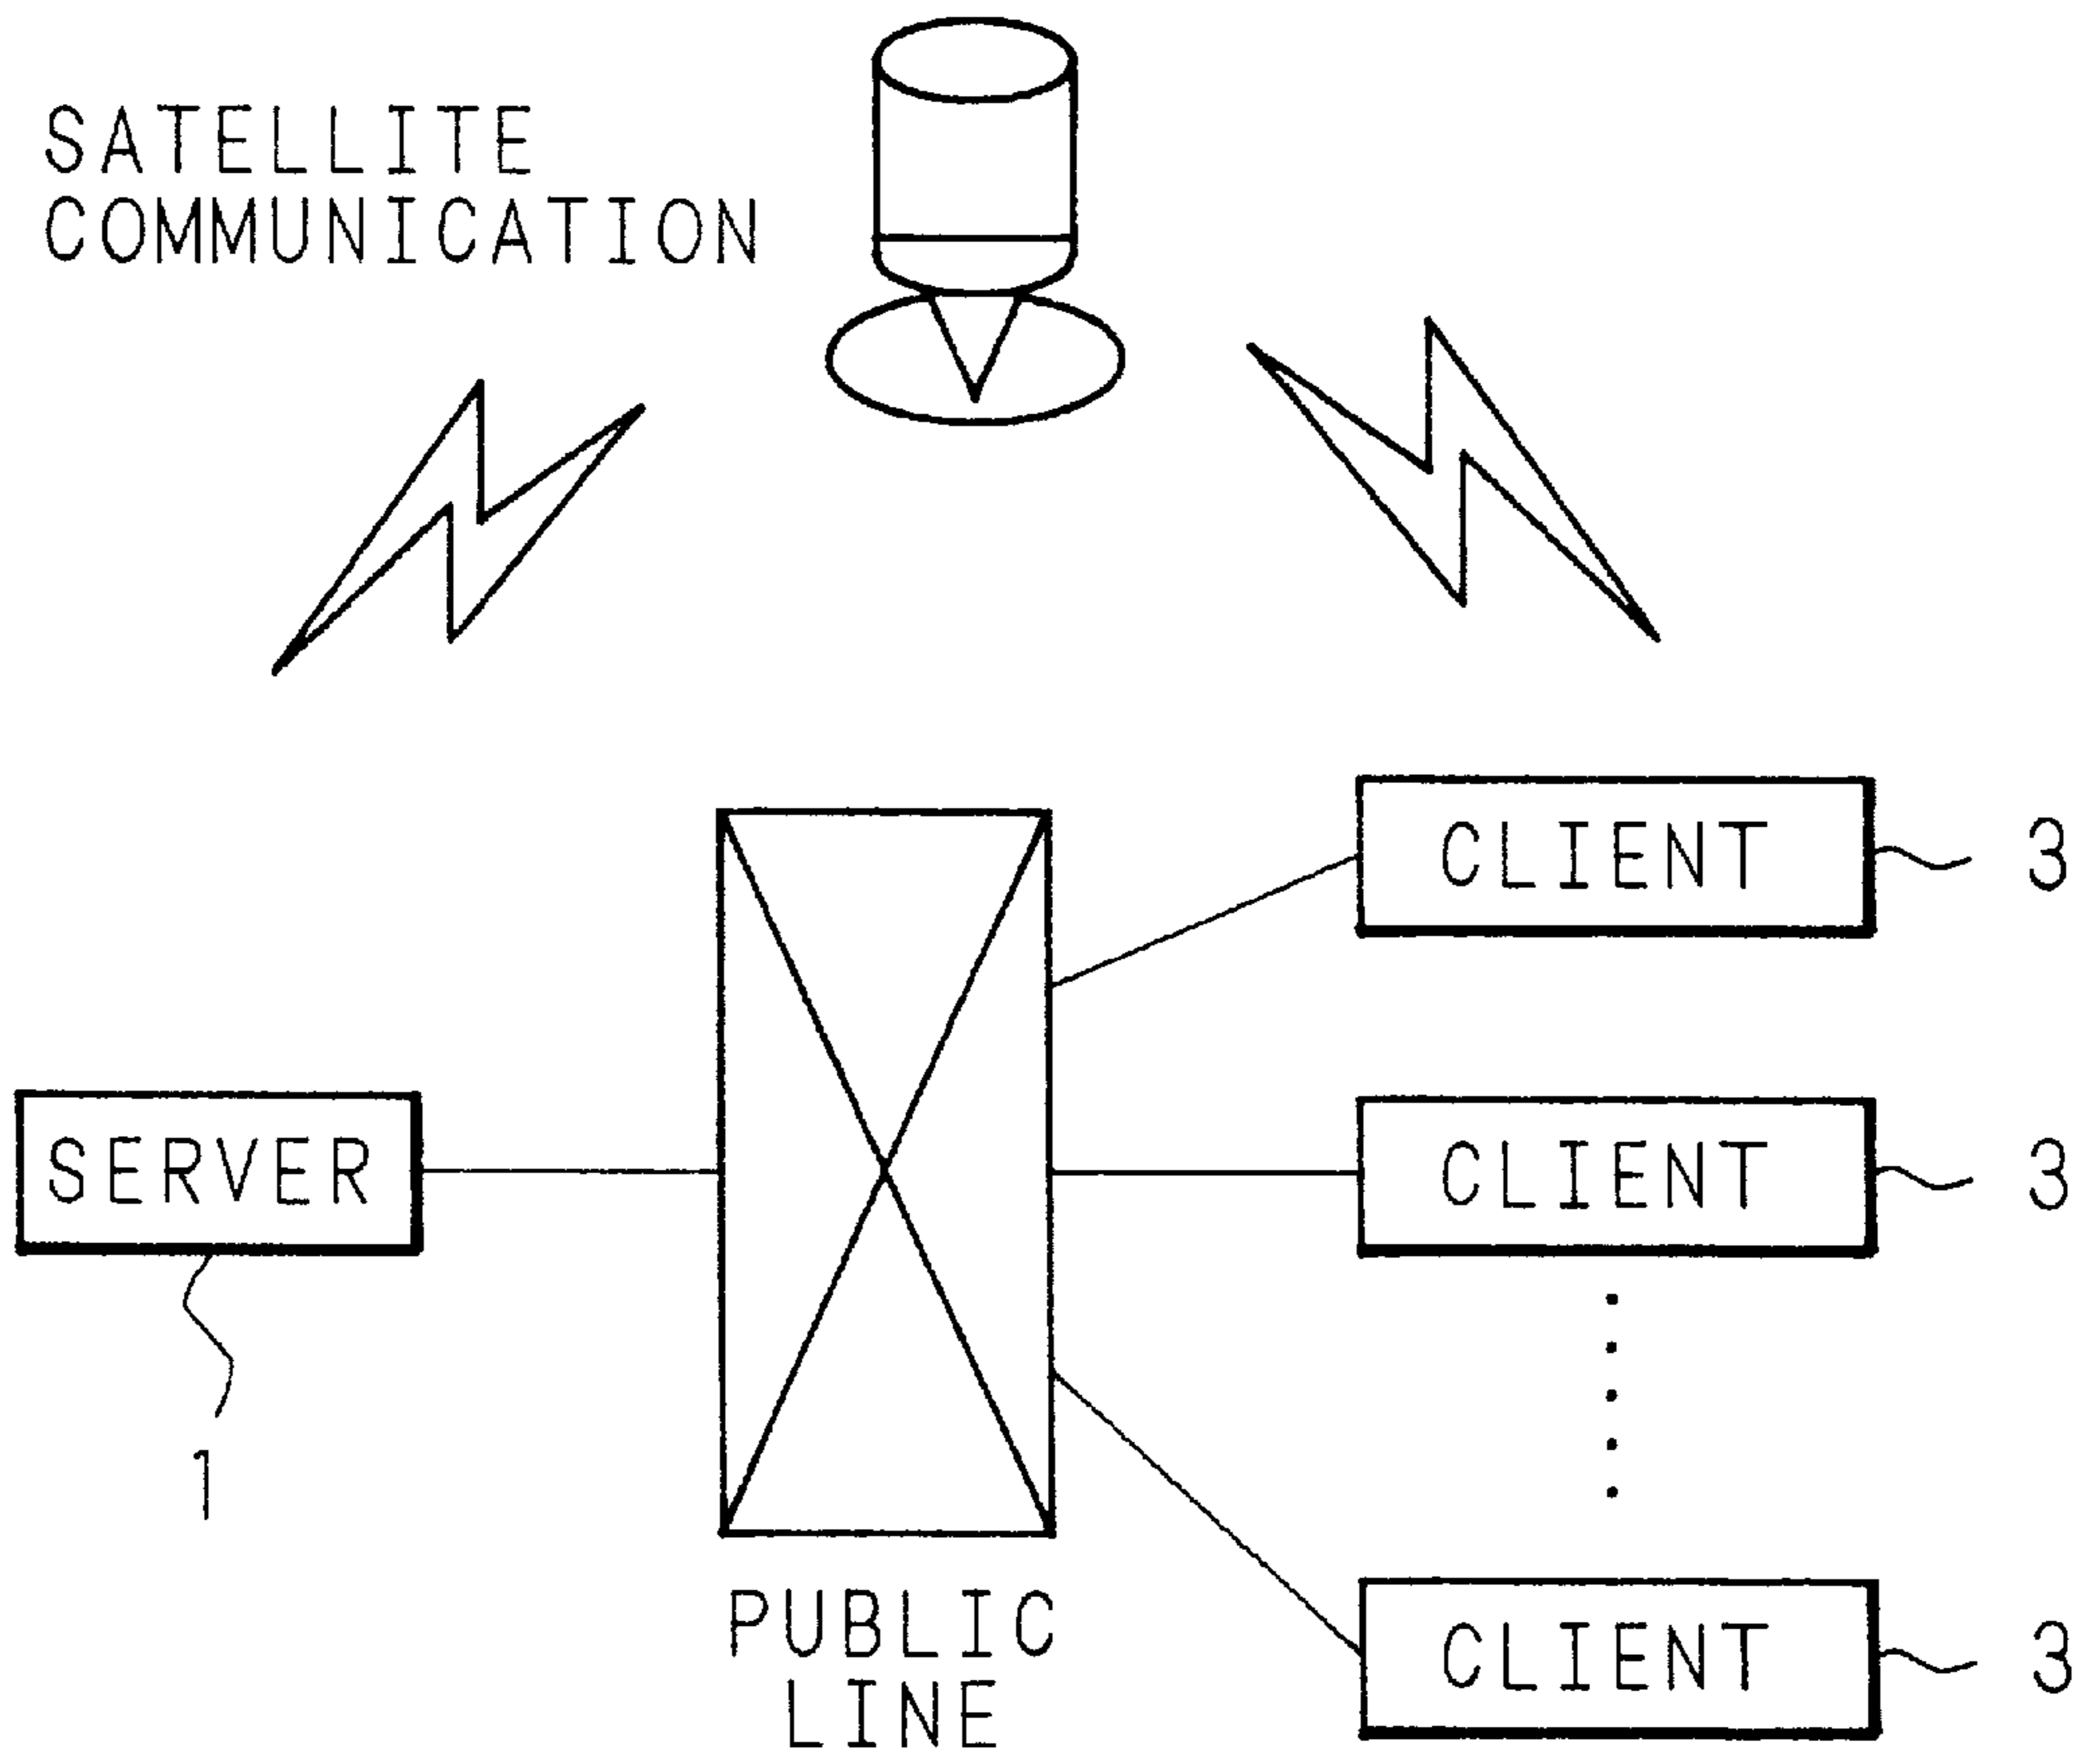 SATELLITE
COMMUNICATION
CLIENT 3
SERVER
CLIENT 3
1
PUBLIC
LINE
CLIENT 3